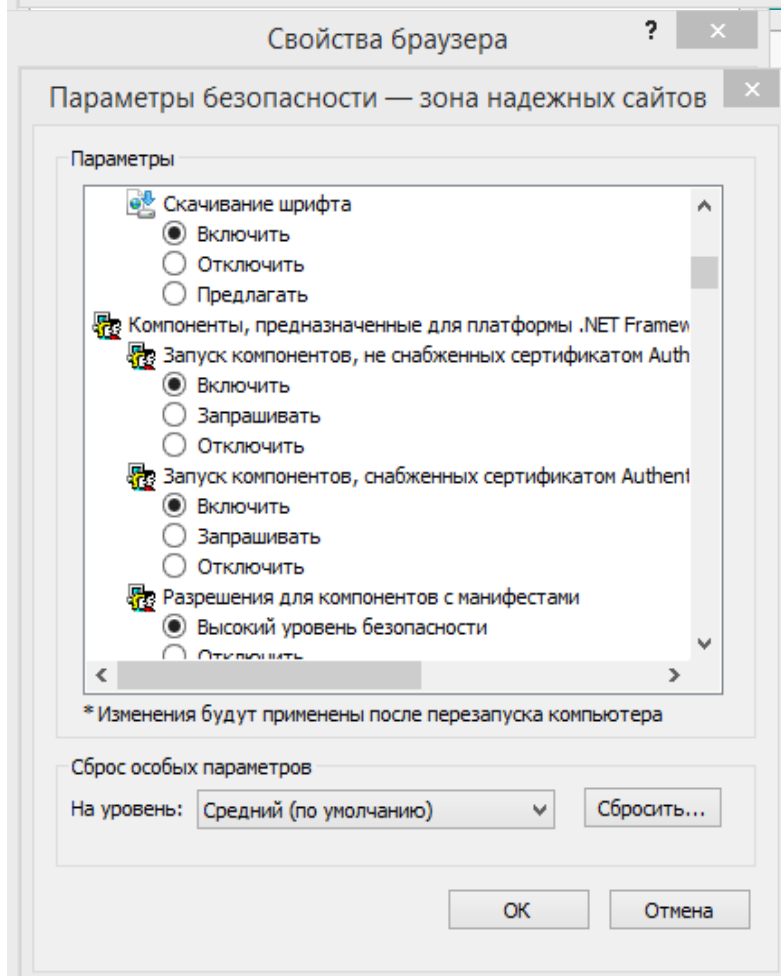 Свойства браузера
?
Параметры безопасности — зона надежных сайтов
Параметры
Скачивание шрифта
Включить
Отключить
Предлагать
Компоненты, предназначенные для платформы .NET Framew
Запуск компонентов, не снабженных сертификатом Auth
Включить
Запрашивать
Отключить
Запуск компонентов, снабженных сертификатом Authent
Включить
Запрашивать
Отключить
Разрешения для компонентов с манифестами
Высокий уровень безопасности
Отключить
* Изменения будут применены после перезапуска компьютера
Сброс особых параметров
На уровень: Средний (по умолчанию) Сбросить...
ОК Отмена